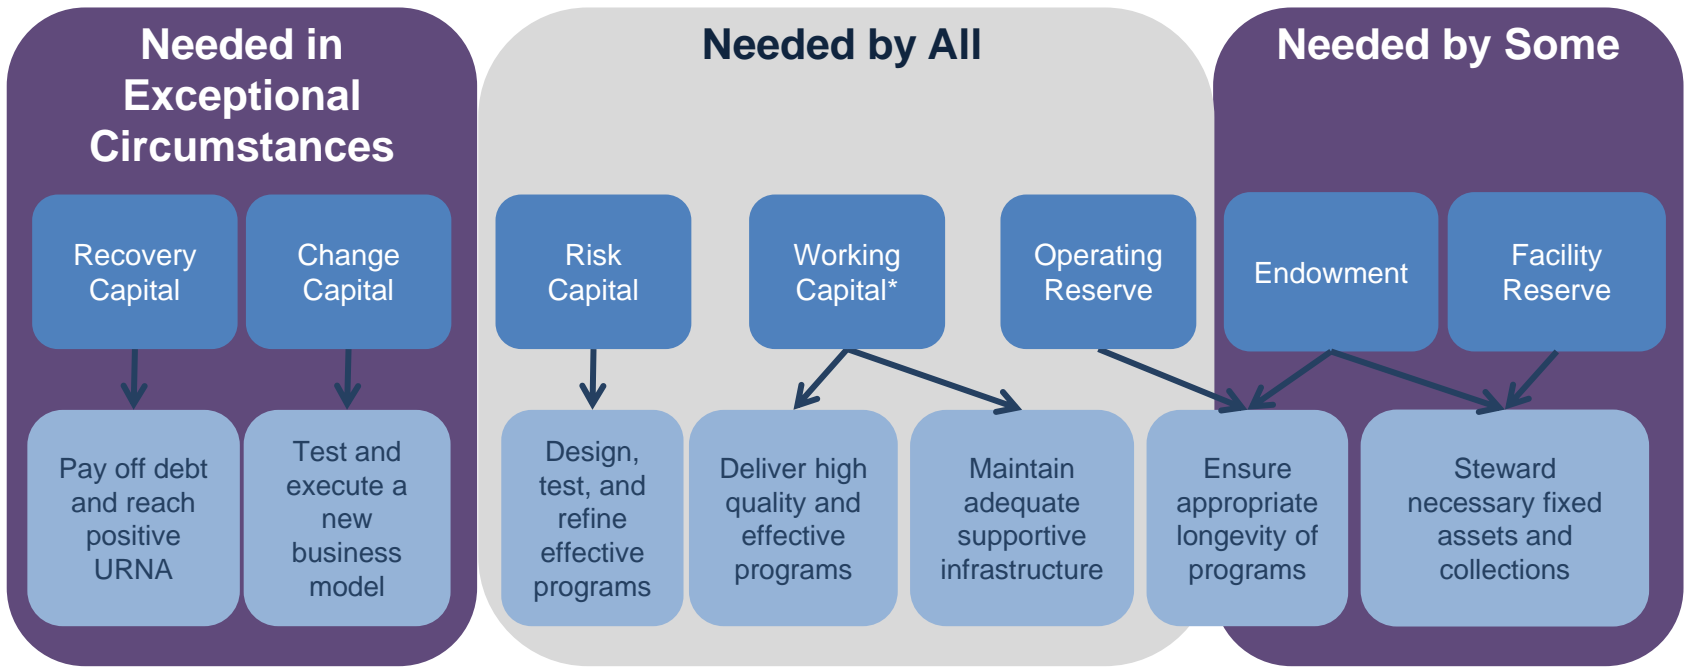 Needed in
Exceptional
Circumstances
Needed by All
Needed by Some
Recovery
Capital
Change
Capital
Risk
Capital
Working
Capital*
Operating
Reserve
Endowment
Facility
Reserve
Pay off debt
and reach
positive
URNA
Test and
execute a
new
business
model
Design,
test, and
refine
effective
programs
Deliver high
quality and
effective
programs
Maintain
adequate
supportive
infrastructure
Ensure
appropriate
longevity of
programs
Steward
necessary fixed
assets and
collections